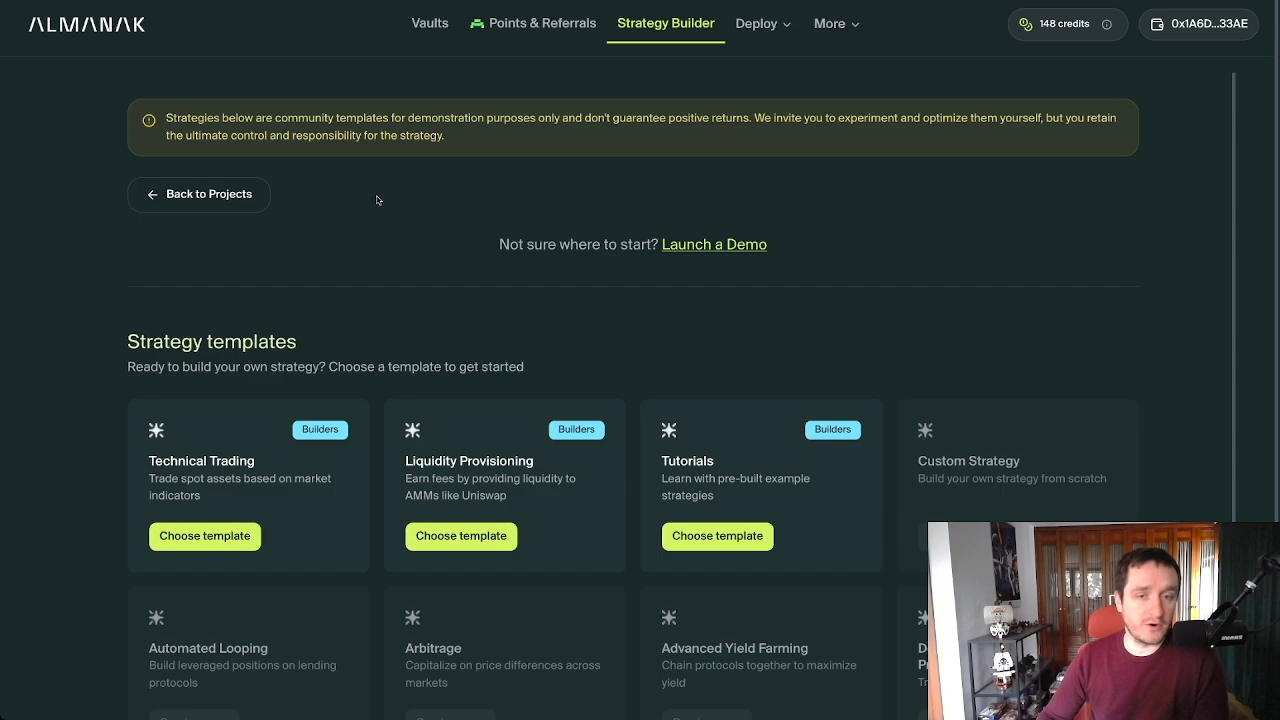 ALMANAK
Vaults
Points & Referrals
Strategy Builder
Deploy
More
148 credits
0x1A6D...33AE
Strategies below are community templates for demonstration purposes only and don't guarantee positive returns. We invite you to experiment and optimize them yourself, but you retain
the ultimate control and responsibility for the strategy.
Back to Projects
Not sure where to start? Launch a Demo
Strategy templates
Ready to build your own strategy? Choose a template to get started
Builders
Technical Trading
Trade spot assets based on market
indicators
Choose template
Builders
Liquidity Provisioning
Earn fees by providing liquidity to
AMMs like Uniswap
Choose template
Builders
Tutorials
Learn with pre-built example
strategies
Choose template
Custom Strategy
Build your own strategy from scratch
Automated Looping
Build leveraged positions on lending
protocols
Arbitrage
Capitalize on price differences across
markets
Advanced Yield Farming
Chain protocols together to maximize
yield